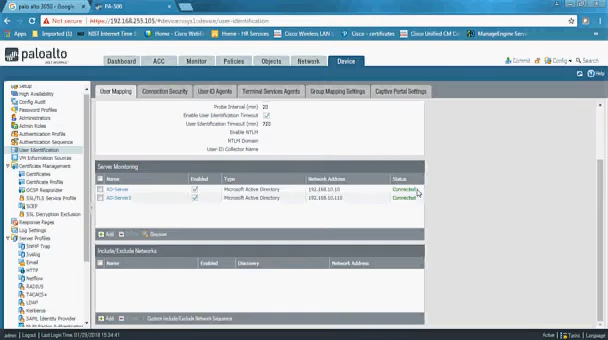 palo alto 3050 - Google
PA-500
Not secure | https://192.168.255.105/#device::vsys1::device/user-identification
Apps Imported (01) NIST Internet Time S Cisco WebEx Home : HR Services Cisco Webex Meeting Cisco – certificates Cisco Unified CM ManageEngine Servi
paloalto
NETWORKS
Dashboard ACC Monitor Policies Objects Network Device
Commit Config Search
Help
Setup
High Availability
Config Audit
Password Profiles
Administrators
Admin Roles
Authentication Profile
Authentication Sequence
User Identification
VM Information Sources
Certificate Management
Certificates
Certificate Profile
OCSP Responder
SSL/TLS Service Profile
SCEP
SSL Decryption Exclusion
Response Pages
Log Settings
Server Profiles
SNMP Trap
Syslog
Email
HTTP
Netflow
RADIUS
TACACS+
LDAP
Kerberos
SAML Identity Provider
User Mapping Connection Security User-ID Agents Terminal Services Agents Group Mapping Settings Captive Portal Settings
Probe Interval (min) 20
Enable User Identification Timeout
User Identification Timeout (min) 720
Enable NTLM
NTLM Domain
User-ID Collector Name
Server Monitoring
Name Enabled Type Network Address Status
AD-Server Microsoft Active Directory 192.168.10.10 Connected
Microsoft Active Directory 192.168.10.110 Connected
Add Delete Discover
Include/Exclude Networks
Name Enabled Discovery Network Address
Add Delete Custom Include/Exclude Network Sequence
admin | Logout | Last Login Time: 01/09/2018 15:34:41
Active Tasks Language